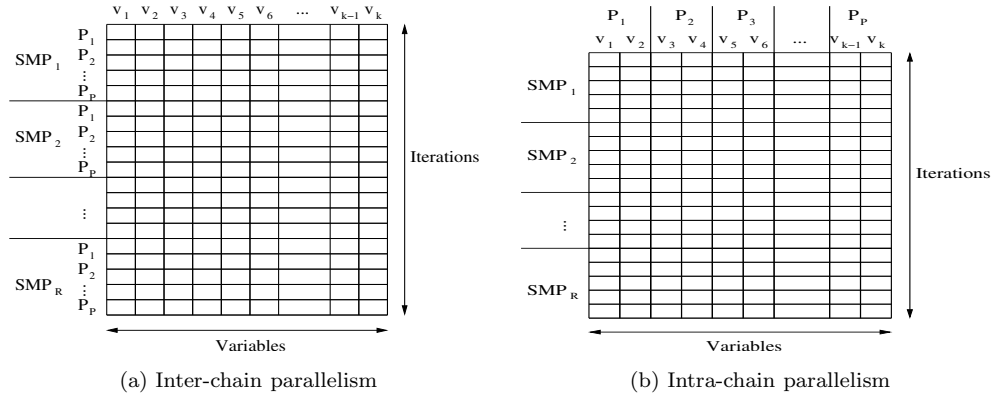 v1 v2 v3 v4 v5 v6 ... vk−1 vk
SMP1
P1
P2
⋮
PP
SMP2
P1
P2
⋮
PP
⋮
SMPR
P1
P2
⋮
PP
Iterations
Variables
(a) Inter-chain parallelism
P1 P2 P3 PP
v1 v2 v3 v4 v5 v6 ... vk−1 vk
SMP1
SMP2
⋮
SMPR
Iterations
Variables
(b) Intra-chain parallelism